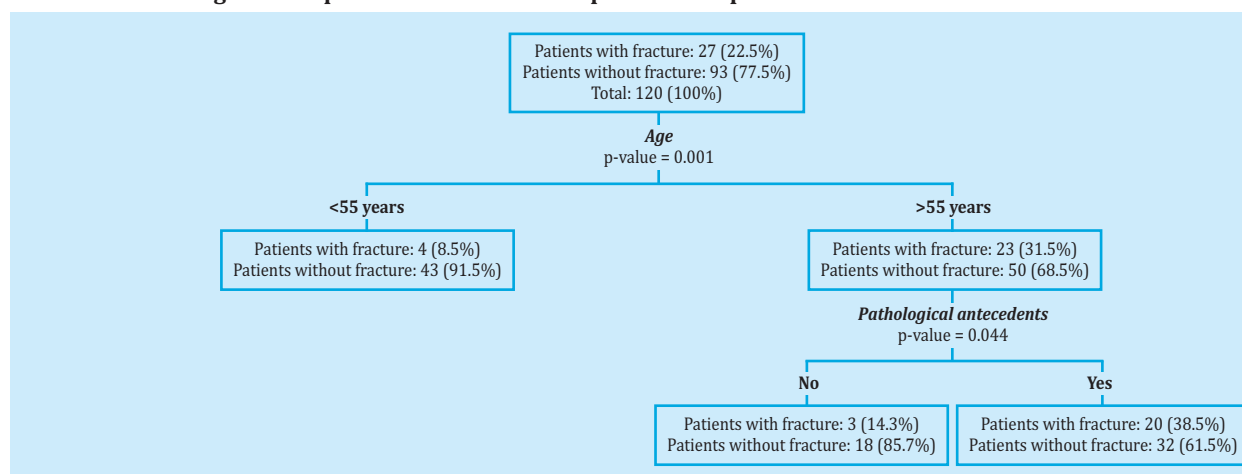 Patients with fracture: 27 (22.5%)
Patients without fracture: 93 (77.5%)
Total: 120 (100%)
Age
p-value = 0.001
<55 years
>55 years
Patients with fracture: 4 (8.5%)
Patients without fracture: 43 (91.5%)
Patients with fracture: 23 (31.5%)
Patients without fracture: 50 (68.5%)
Pathological antecedents
p-value = 0.044
No
Yes
Patients with fracture: 3 (14.3%)
Patients without fracture: 18 (85.7%)
Patients with fracture: 20 (38.5%)
Patients without fracture: 32 (61.5%)